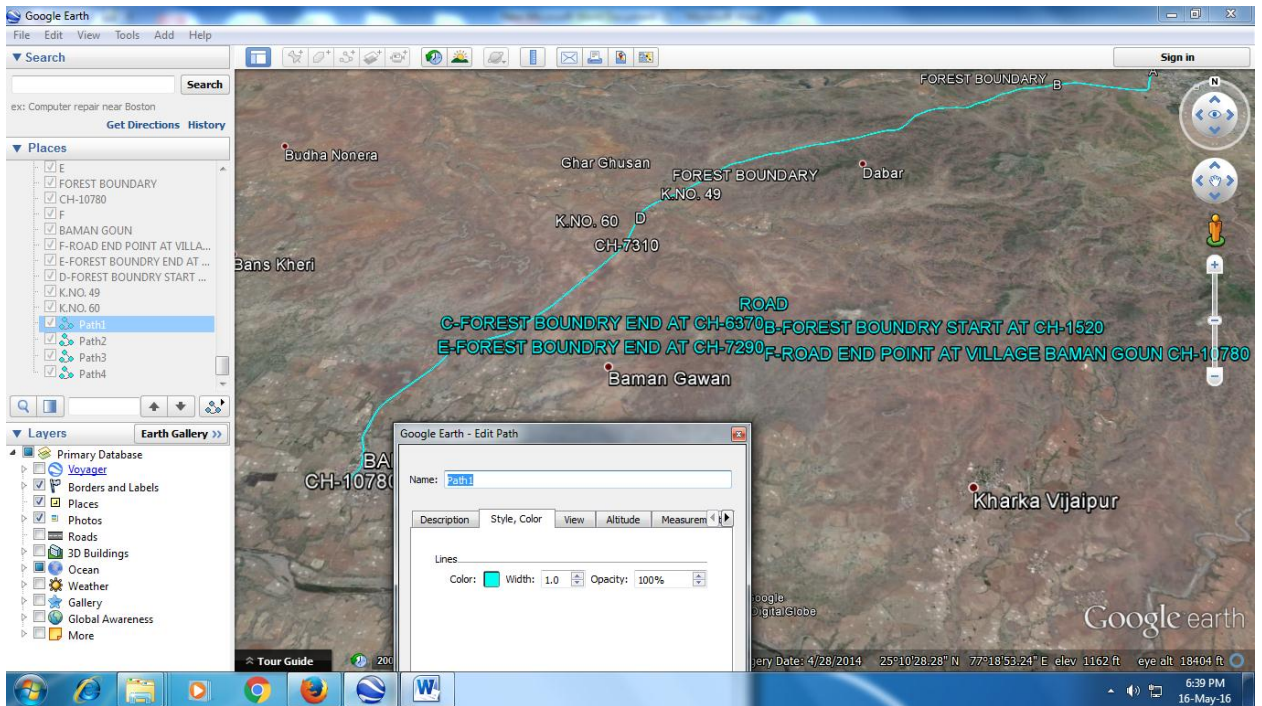 Google Earth
File Edit View Tools Add Help
▼ Search
Search
ex: Computer repair near Boston
Get Directions History
▼ Places
E
FOREST BOUNDARY
CH-10780
F
BAMAN GOUN
F-ROAD END POINT AT VILLA...
E-FOREST BOUNDRY END AT ...
D-FOREST BOUNDRY START ...
K.NO. 49
K.NO. 60
Path1
Path2
Path3
Path4
▼ Layers
Earth Gallery »
Primary Database
Voyager
Borders and Labels
Places
Photos
Roads
3D Buildings
Ocean
Weather
Gallery
Global Awareness
More
Sign in
FOREST BOUNDARY B A
N
Budha Nonera
Ghar Ghusan
FOREST BOUNDARY
Dabar
K.NO. 49
K.NO. 60 D
CH-7310
Bans Kheri
ROAD
C-FOREST BOUNDRY END AT CH-6370
B-FOREST BOUNDRY START AT CH-1520
E-FOREST BOUNDRY END AT CH-7290
F-ROAD END POINT AT VILLAGE BAMAN GOUN CH-10780
Baman Gawan
BA
CH-10780
Kharka Vijaipur
Google Earth - Edit Path
Name: Path1
Description Style, Color View Altitude Measurem
Lines
Color: Width: 1.0 Opacity: 100%
oogle
DigitalGlobe
Google earth
Tour Guide
200
gery Date: 4/28/2014 25°10'28.28" N 77°18'53.24" E elev 1162 ft eye alt 18404 ft
6:39 PM
16-May-16